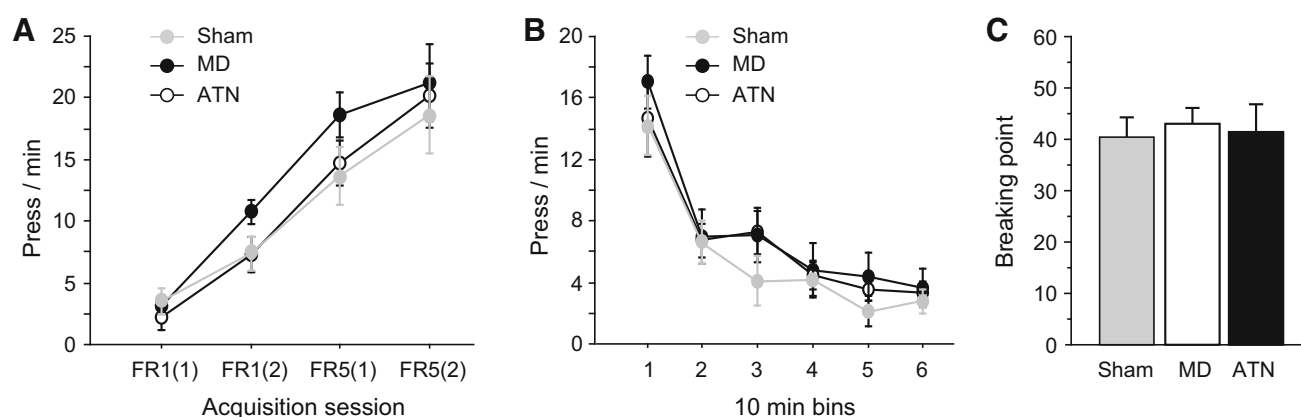 A
25
20
15
10
5
0
Press / min
Sham
MD
ATN
FR1(1) FR1(2) FR5(1) FR5(2)
Acquisition session
B
20
16
12
8
4
0
Press / min
Sham
MD
ATN
1 2 3 4 5 6
10 min bins
C
60
50
40
30
20
10
0
Breaking point
Sham MD ATN